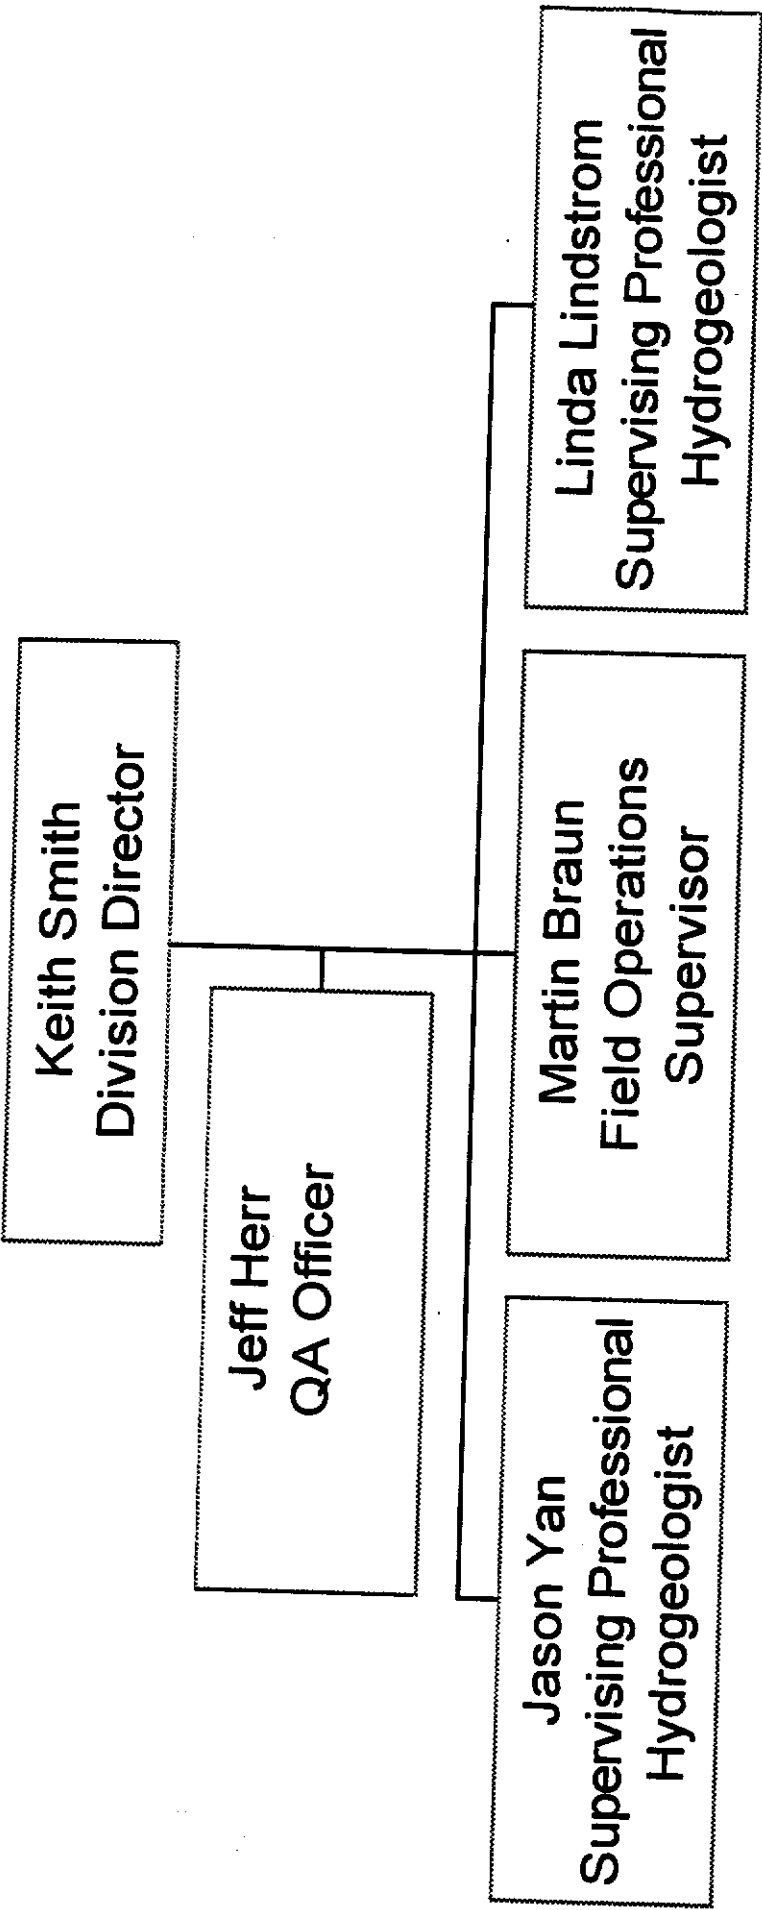 Keith Smith
Division Director
Jeff Herr
QA Officer
Jason Yan
Supervising Professional
Hydrogeologist
Martin Braun
Field Operations
Supervisor
Linda Lindstrom
Supervising Professional
Hydrogeologist